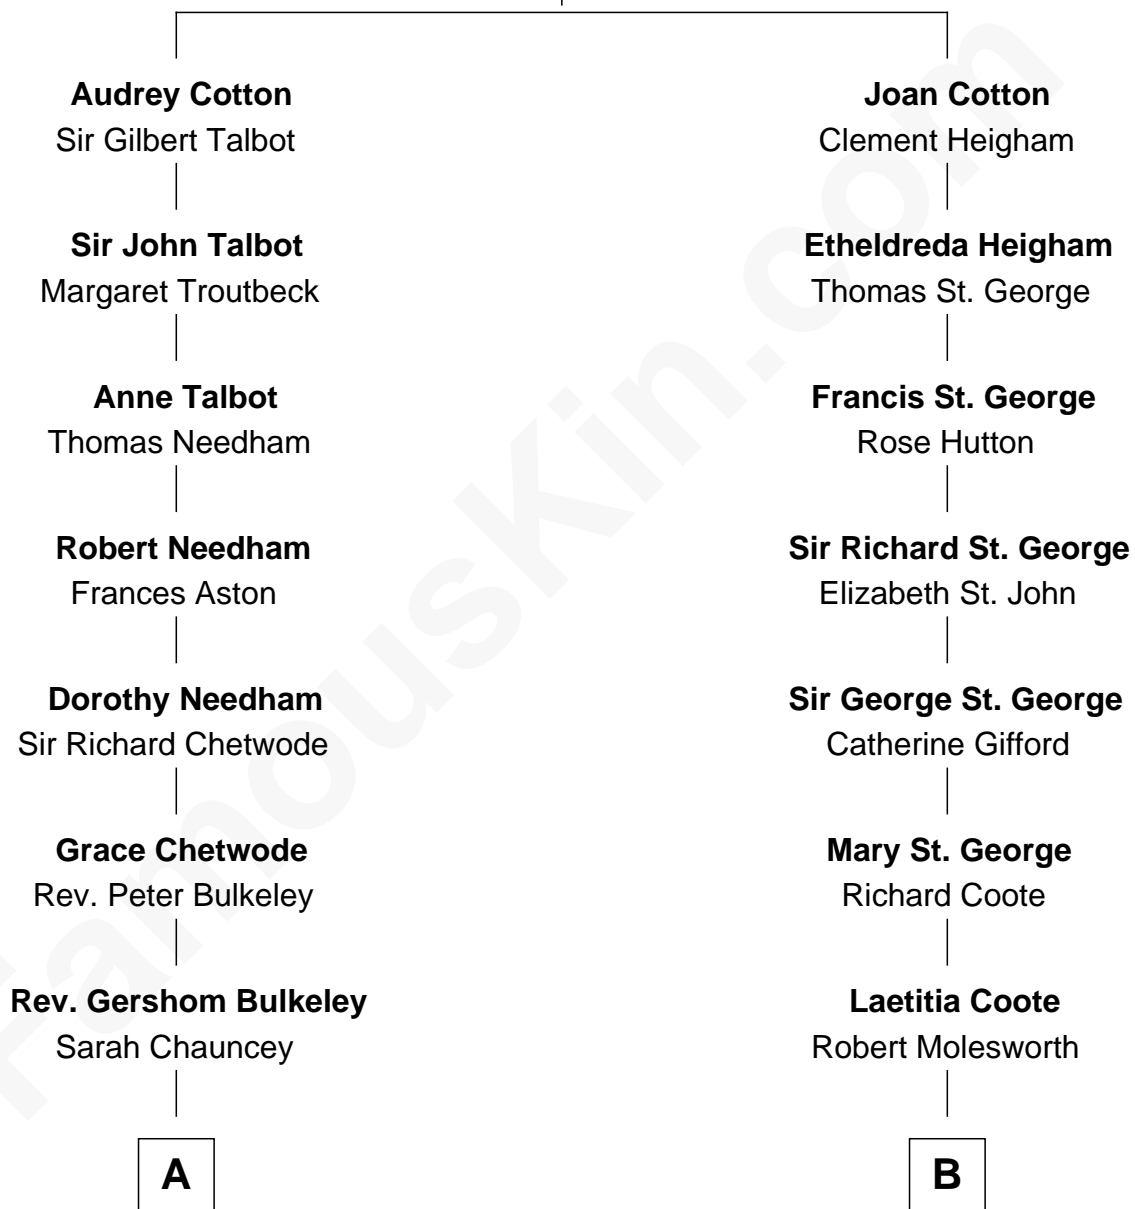 Audrey Cotton
Sir Gilbert Talbot
Sir John Talbot
Margaret Troutbeck
Anne Talbot
Thomas Needham
Robert Needham
Frances Aston
Dorothy Needham
Sir Richard Chetwode
Grace Chetwode
Rev. Peter Bulkeley
Rev. Gershom Bulkeley
Sarah Chauncey
A
Joan Cotton
Clement Heigham
Etheldreda Heigham
Thomas St. George
Francis St. George
Rose Hutton
Sir Richard St. George
Elizabeth St. John
Sir George St. George
Catherine Gifford
Mary St. George
Richard Coote
Laetitia Coote
Robert Molesworth
B
FamousKin.com